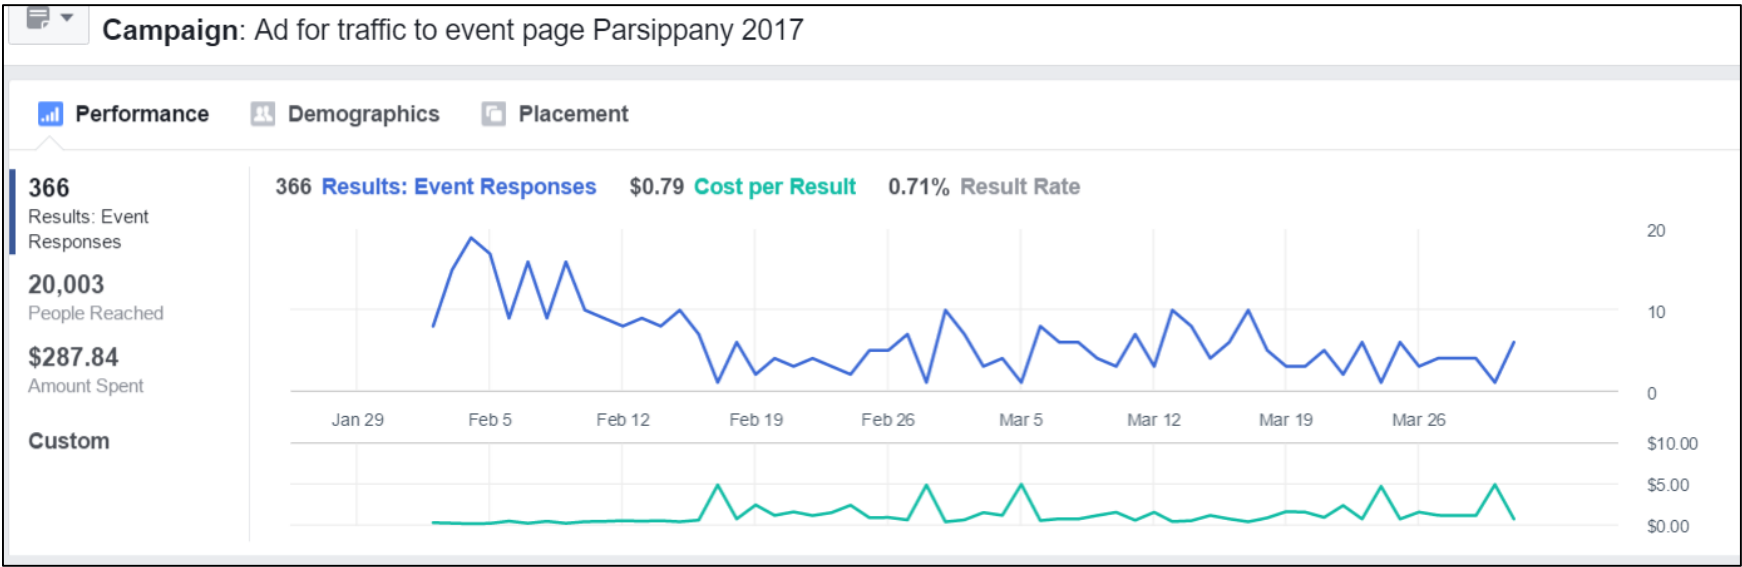 Campaign: Ad for traffic to event page Parsippany 2017
Performance Demographics Placement
366
Results: Event
Responses
20,003
People Reached
$287.84
Amount Spent
Custom
366 Results: Event Responses $0.79 Cost per Result 0.71% Result Rate
20
10
0
Jan 29 Feb 5 Feb 12 Feb 19 Feb 26 Mar 5 Mar 12 Mar 19 Mar 26
$10.00
$5.00
$0.00